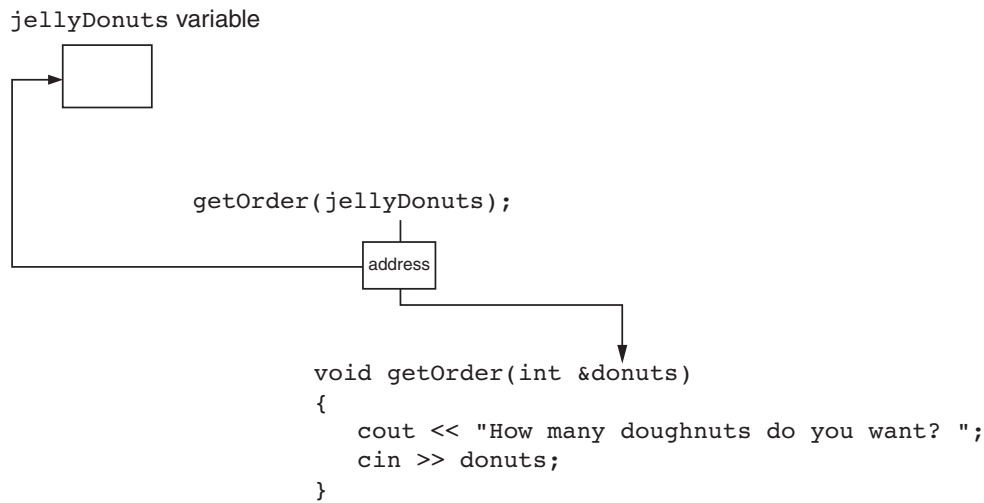 jellyDonuts variable
getOrder(jellyDonuts);
address
void getOrder(int &donuts)
{
cout << "How many doughnuts do you want? ";
cin >> donuts;
}